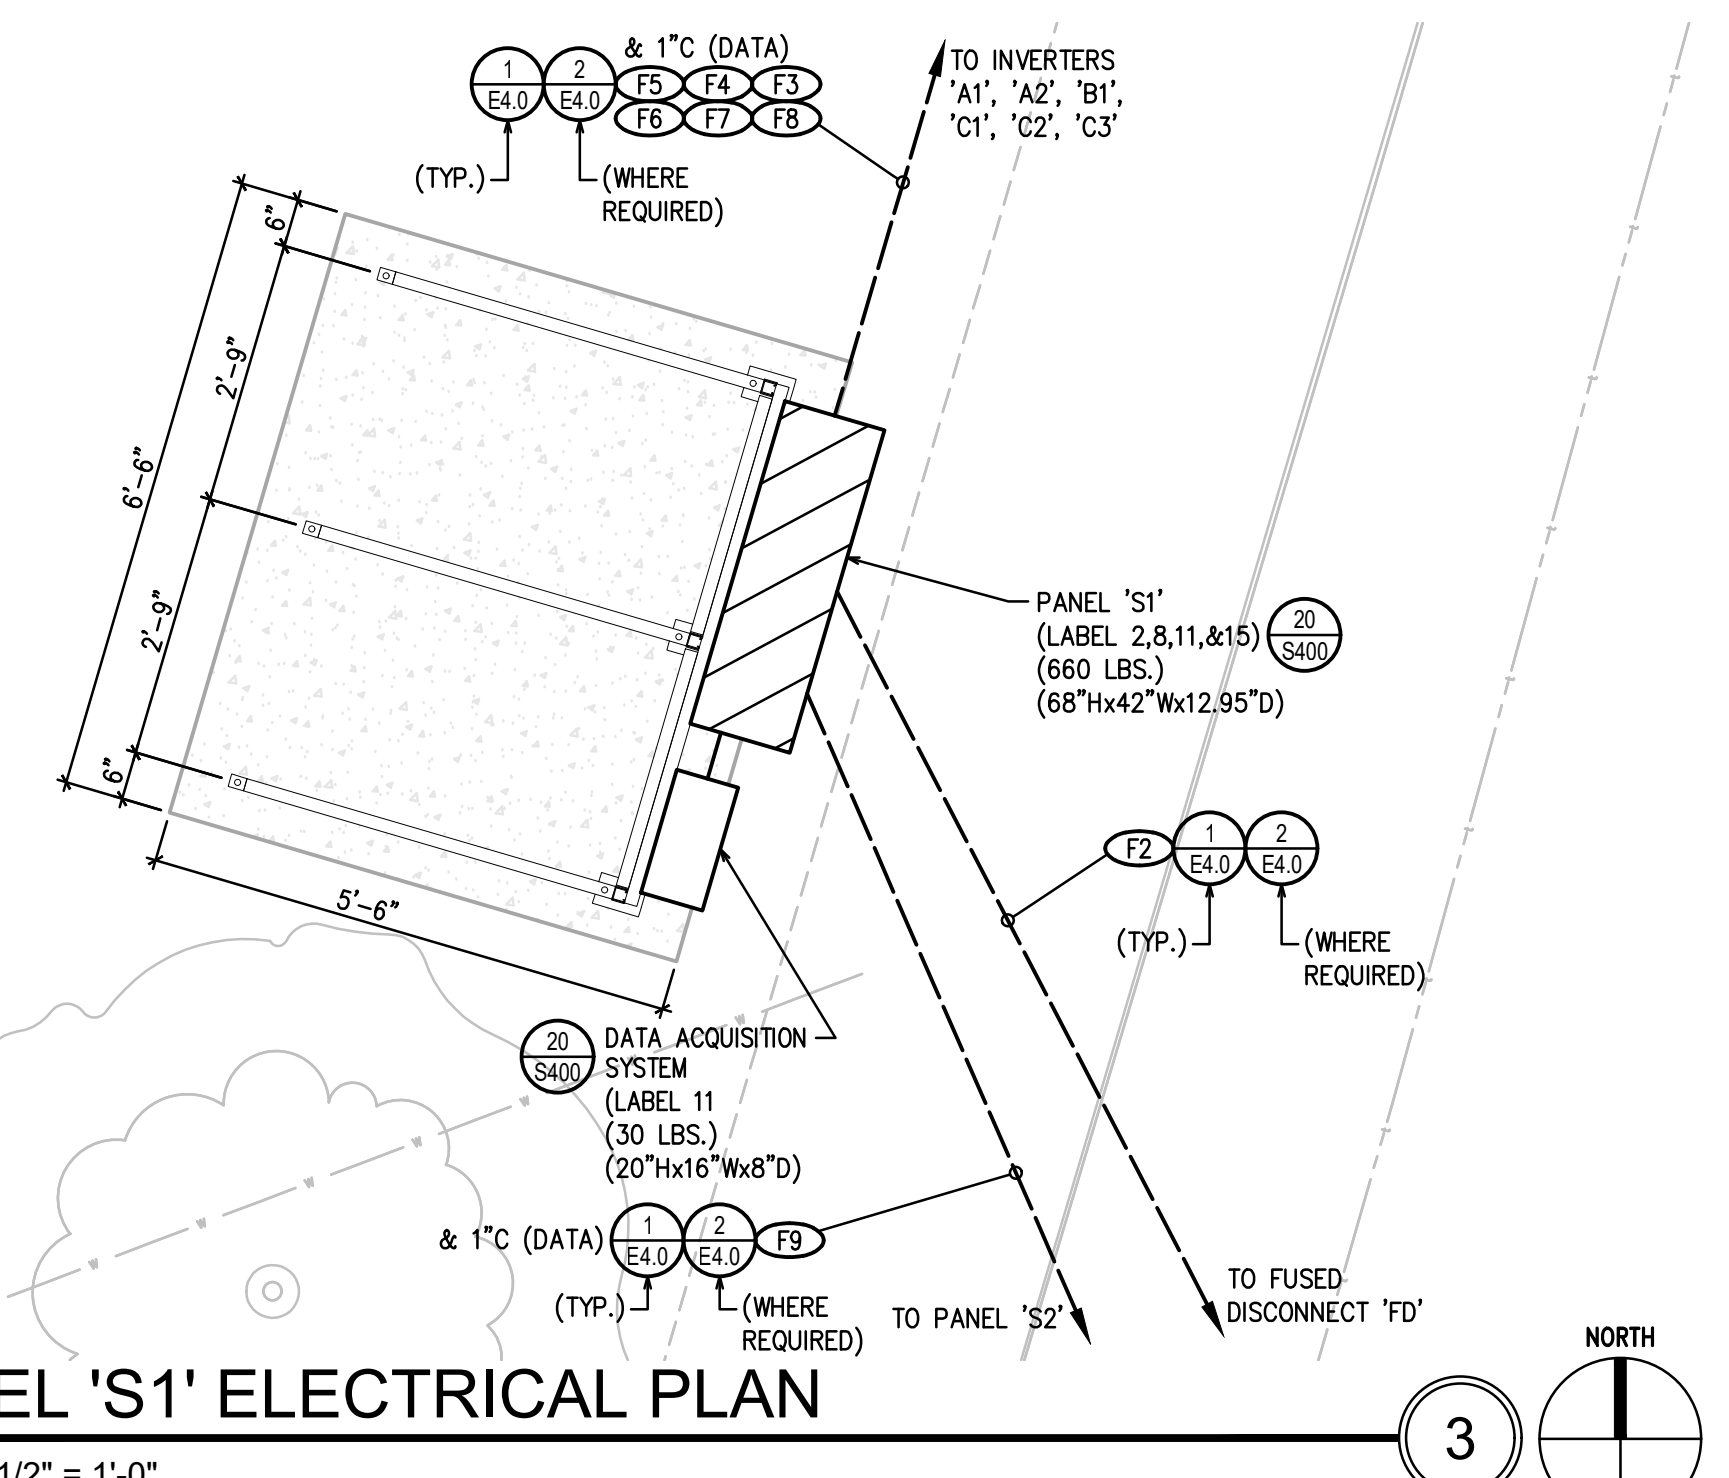 & 1"C (DATA)
1
E4.0
2
E4.0
F5
F4
F3
F6
F7
F8
(TYP.)
(WHERE
REQUIRED)
TO INVERTERS
'A1', 'A2', 'B1',
'C1', 'C2', 'C3'
6"
2'-9"
6'-6"
2'-9"
6"
5'-6"
PANEL 'S1'
(LABEL 2,8,11,&15)
(660 LBS.)
(68"Hx42"Wx12.95"D)
20
S400
F2
1
E4.0
2
E4.0
(TYP.)
(WHERE
REQUIRED)
20
S400
DATA ACQUISITION
SYSTEM
(LABEL 11
(30 LBS.)
(20"Hx16"Wx8"D)
W
W
W
W
W
W
& 1"C (DATA)
1
E4.0
2
E4.0
F9
(TYP.)
(WHERE
REQUIRED)
TO PANEL 'S2'
TO FUSED
DISCONNECT 'FD'
NORTH
EL 'S1' ELECTRICAL PLAN
3
1/2" = 1'-0"